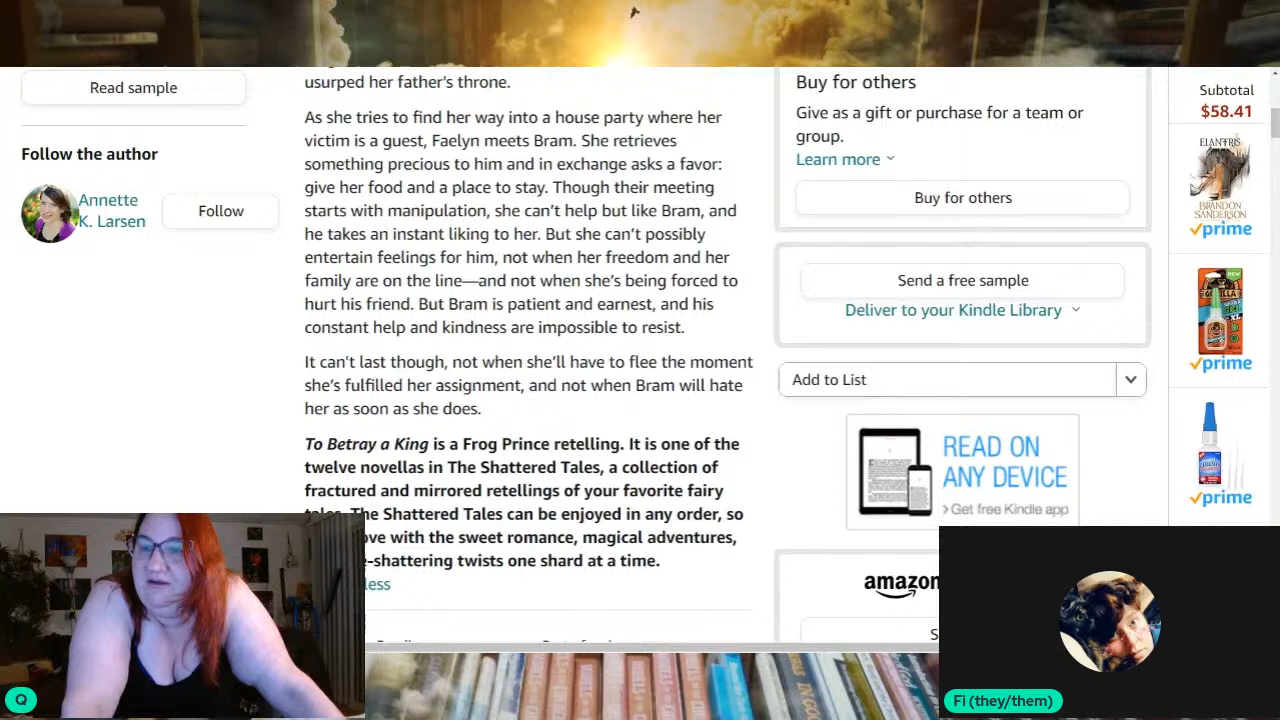 Read sample
Follow the author
Annette
K. Larsen
Follow
usurped her father's throne.
As she tries to find her way into a house party where her
victim is a guest, Faelyn meets Bram. She retrieves
something precious to him and in exchange asks a favor:
give her food and a place to stay. Though their meeting
starts with manipulation, she can’t help but like Bram, and
he takes an instant liking to her. But she can’t possibly
entertain feelings for him, not when her freedom and her
family are on the line—and not when she’s being forced to
hurt his friend. But Bram is patient and earnest, and his
constant help and kindness are impossible to resist.
It can't last though, not when she’ll have to flee the moment
she’s fulfilled her assignment, and not when Bram will hate
her as soon as she does.
To Betray a King is a Frog Prince retelling. It is one of the
twelve novellas in The Shattered Tales, a collection of
fractured and mirrored retellings of your favorite fairy
tales. The Shattered Tales can be enjoyed in any order, so
ove with the sweet romance, magical adventures,
e-shattering twists one shard at a time.
less
Buy for others
Give as a gift or purchase for a team or
group.
Learn more
Buy for others
Send a free sample
Deliver to your Kindle Library
Add to List
READ ON
ANY DEVICE
› Get free Kindle app
amazon
S
Subtotal
$58.41
ELANTRIS
BRANDON
SANDERSON
prime
GORILLA
prime
prime
Q
Fi (they/them)